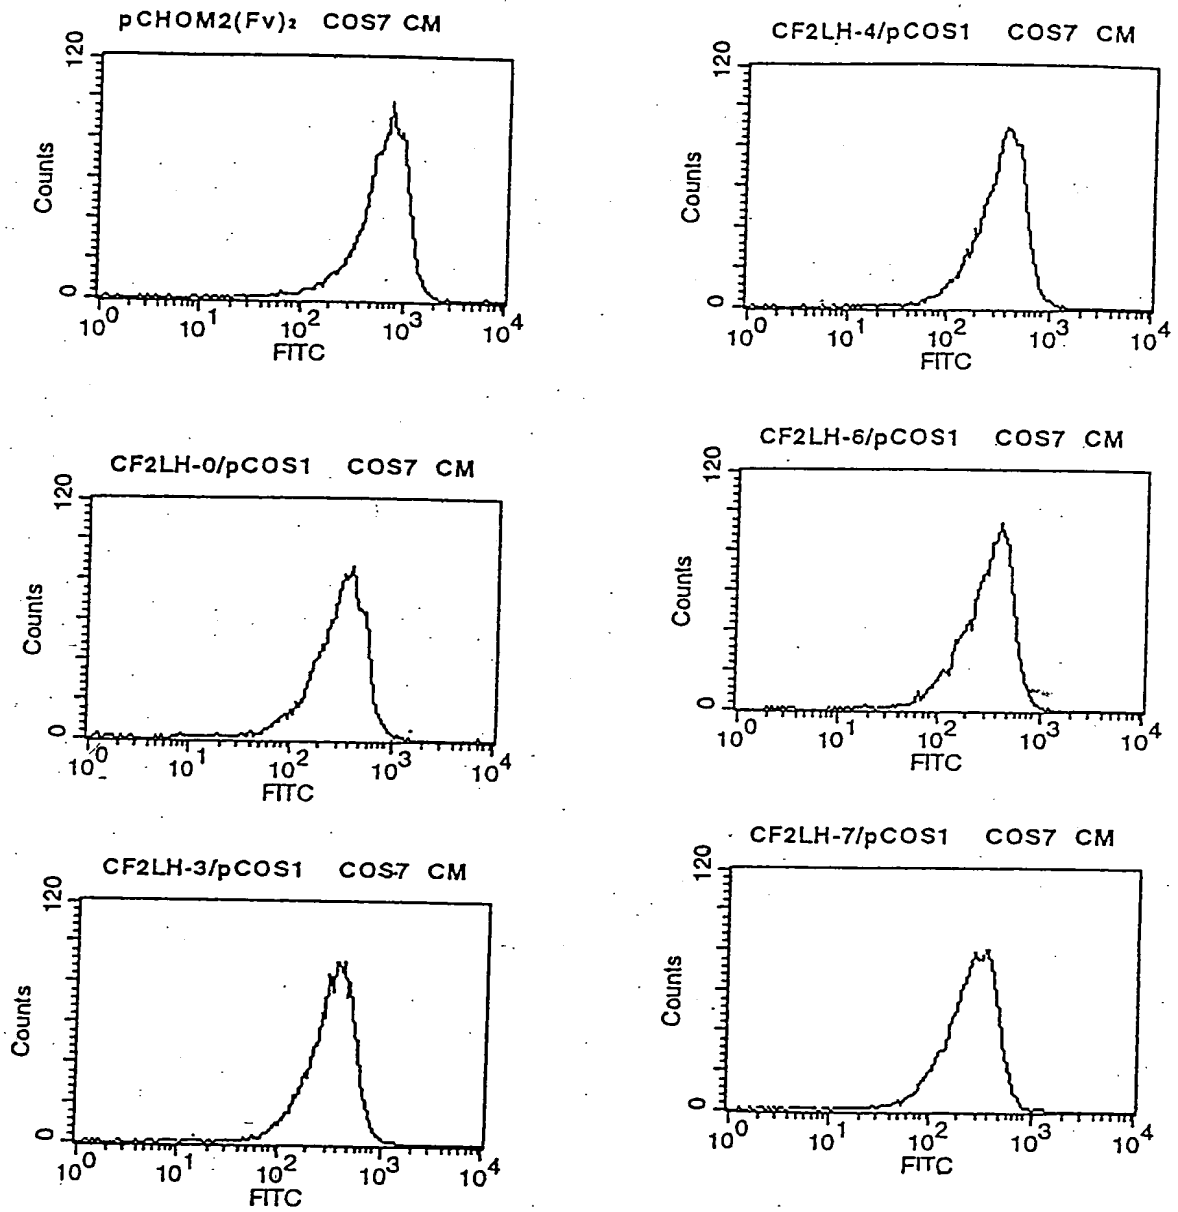 pCHOM2(Fv)₂ COS7 CM
120
Counts
0
10⁰ 10¹ 10² 10³ 10⁴
FITC
CF2LH-0/pCOS1 COS7 CM
120
Counts
0
10⁰ 10¹ 10² 10³ 10⁴
FITC
CF2LH-3/pCOS1 COS7 CM
120
Counts
0
10⁰ 10¹ 10² 10³ 10⁴
FITC
CF2LH-4/pCOS1 COS7 CM
120
Counts
0
10⁰ 10¹ 10² 10³ 10⁴
FITC
CF2LH-6/pCOS1 COS7 CM
120
Counts
0
10⁰ 10¹ 10² 10³ 10⁴
FITC
CF2LH-7/pCOS1 COS7 CM
120
Counts
0
10⁰ 10¹ 10² 10³ 10⁴
FITC